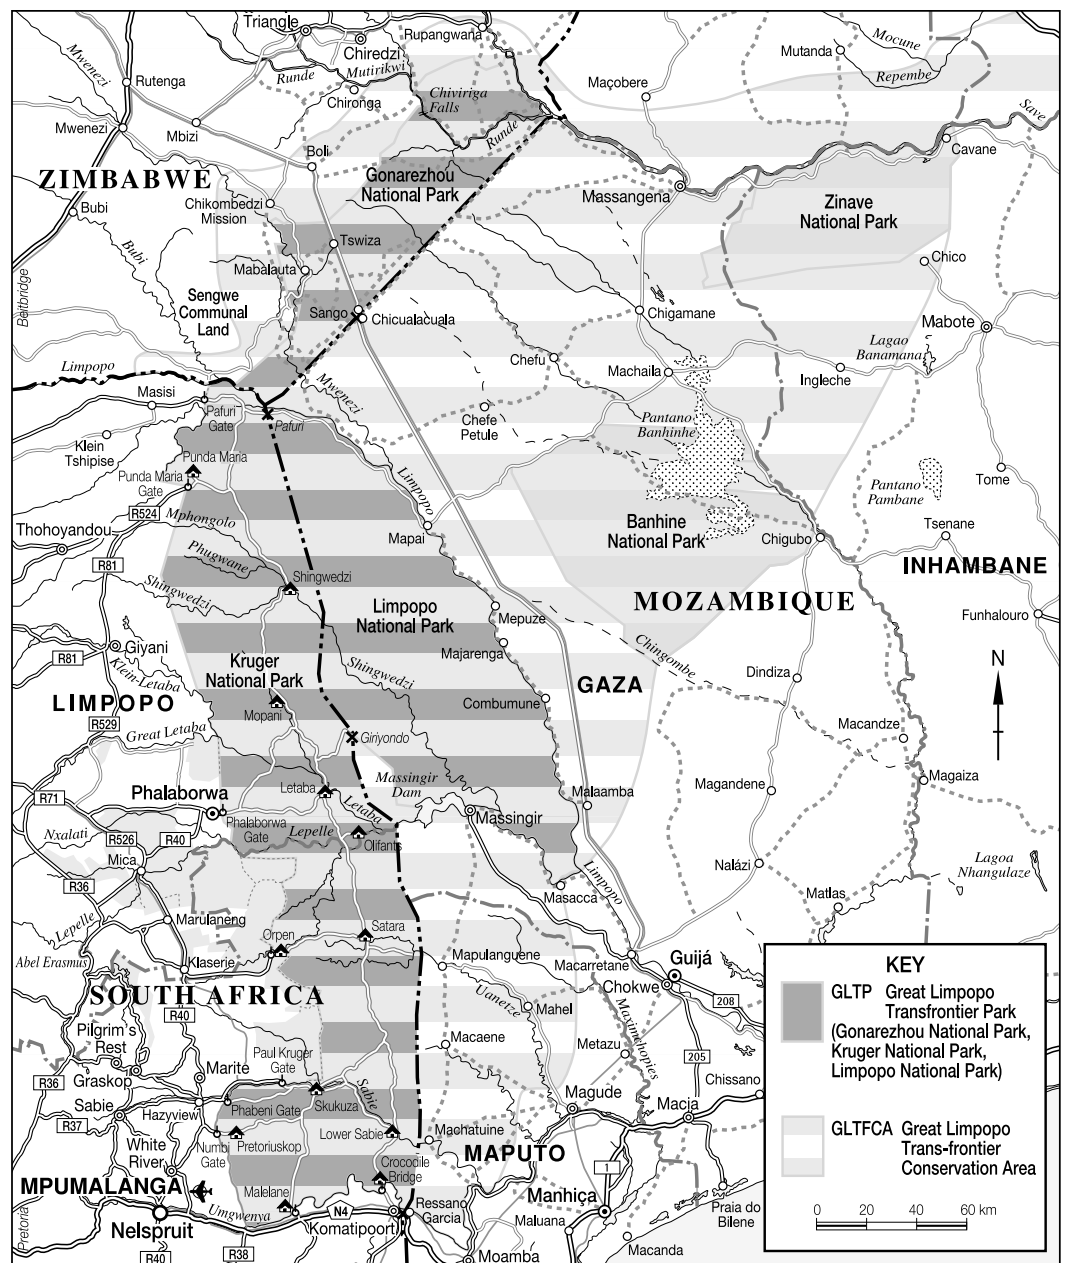 Triangle
Rupangwana
Chiredzi
Mutanda
Mocune
Repembe
Mwenezi
Rutenga
Runde
Mutirikwi
Maçobere
Chironga
Chiviriga
Falls
Save
Mwenezi
Mbizi
Runde
Cavane
Boli
ZIMBABWE
Gonarezhou
National Park
Massangena
Zinave
National Park
Chikombedzi
Mission
Bubi
Bubi
Tswiza
Chico
Mabalauta
Beitbridge
Sengwe
Communal
Land
Sango
Chicualacuala
Chigamane
Mabote
Lagao
Banamana
Limpopo
Chefu
Machaila
Ingleche
Mwenezi
Masisi
Pafuri
Gate
Pafuri
Chefe
Petule
Pantano
Banhinhe
Klein
Tshipise
Punda Maria
Punda Maria
Gate
Limpopo
Pantano
Pambane
Tome
R524
Mphongolo
Thohoyandou
Mapai
Banhine
National Park
Chigubo
Tsenane
R81
Phugwane
INHAMBANE
Shingwedzi
Shingwedzi
Limpopo
National Park
MOZAMBIQUE
Mepuze
Funhalouro
Giyani
Majarenga
Chingombe
R81
Klein-Letaba
Kruger
National Park
Shingwedzi
Dindiza
N
GAZA
LIMPOPO
Mopani
Combumune
R529
Great Letaba
Giriyondo
Macandze
Massingir
Dam
Magandene
Magaiza
R71
Phalaborwa
Letaba
Letaba
Malaamba
Phalaborwa
Gate
Massingir
Nxalati
R526
R40
Lepelle
Olifants
Mica
Nalázi
Lagoa
Nhangulaze
R36
Limpopo
Masacca
Matlas
Lepelle
Marulaneng
Satara
Orpen
Abel Erasmus
Klaserie
Mapulanguene
Macarretane
Guijá
Chokwe
SOUTH AFRICA
Uanetze
208
R40
Mahel
Maximchopies
Pilgrim's
Rest
Macaene
Metazu
Paul Kruger
Gate
205
R36
Graskop
Marite
Chissano
Sabie
Sabie
Skukuza
Magude
Hazyview
Phabeni Gate
Macia
R37
Lower Sabie
Machatuine
Numbi
Gate
Pretoriuskop
White
River
MAPUTO
Crocodile
Bridge
1
MPUMALANGA
Malelane
Manhiça
Praia do
Bilene
Pretoria
Nelspruit
Umgwenya
N4
Komatipoort
Ressano
Garcia
Maluana
R40
R38
Moamba
Macanda
KEY
GLTP Great Limpopo
Transfrontier Park
(Gonarezhou National Park,
Kruger National Park,
Limpopo National Park)
GLTFCA Great Limpopo
Trans-frontier
Conservation Area
0 20 40 60 km